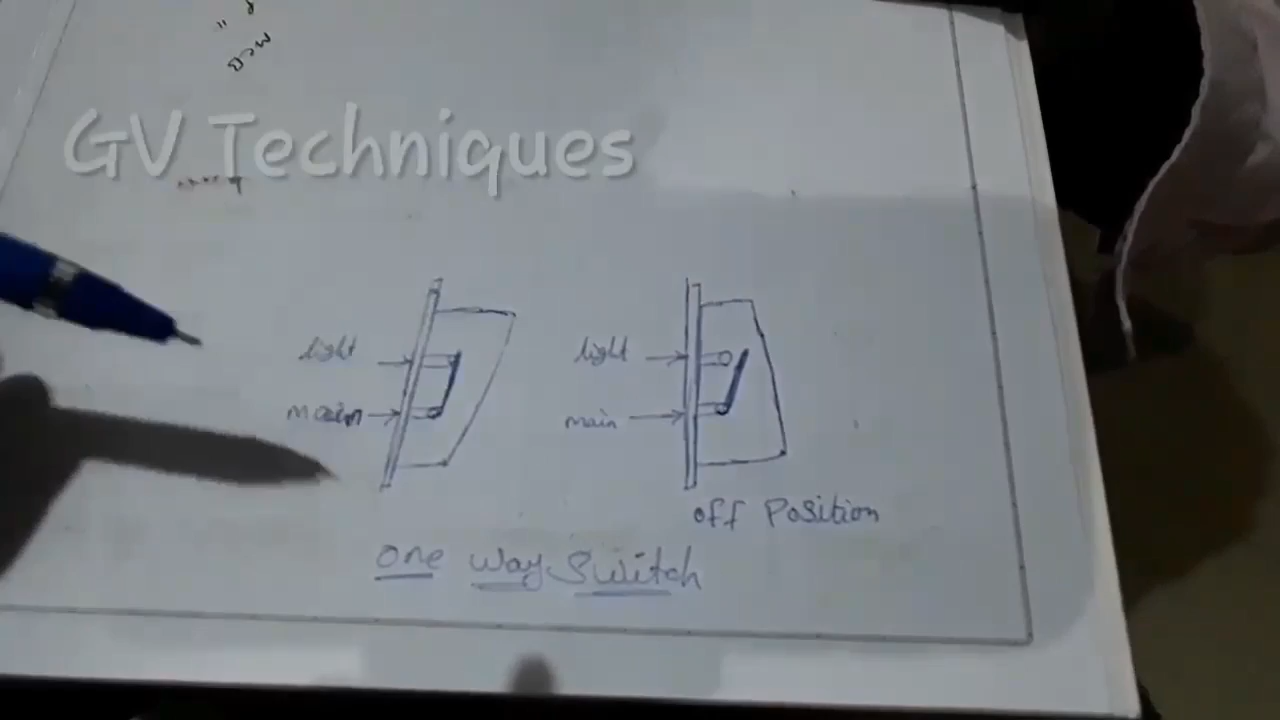 GV Techniques
light
main
light
main
off Position
One Way Switch